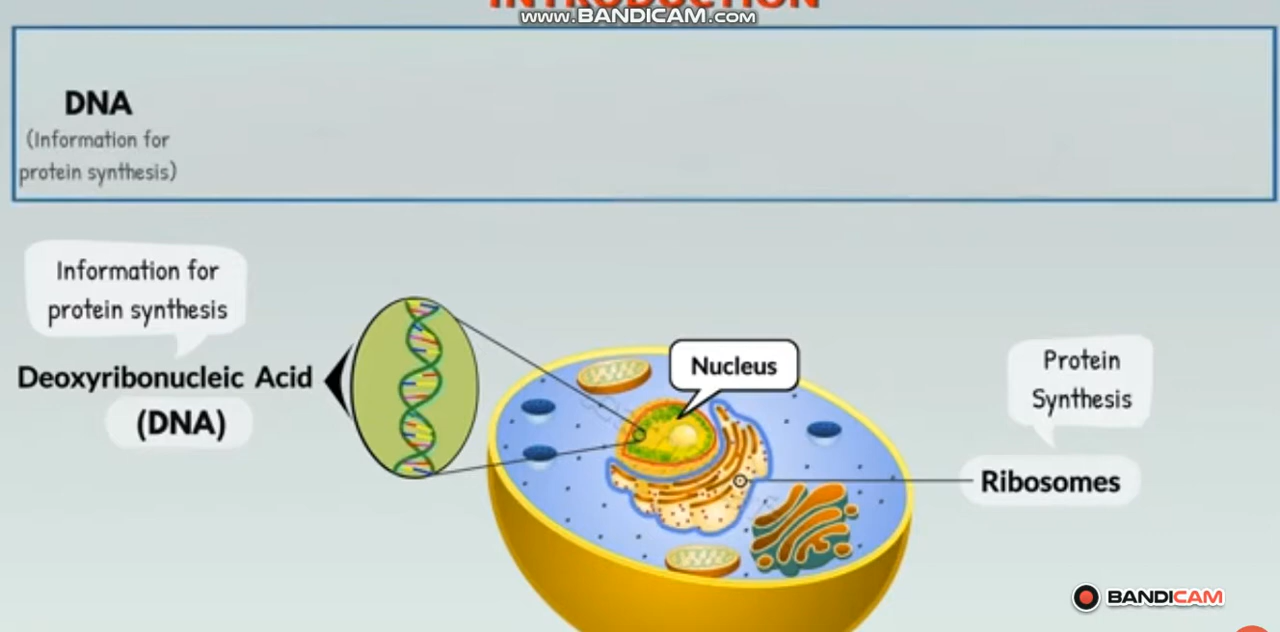 INTRODUCTION
www.BANDICAM.com
DNA
(Information for
protein synthesis)
Information for
protein synthesis
Deoxyribonucleic Acid
(DNA)
Nucleus
Protein
Synthesis
Ribosomes
BANDICAM